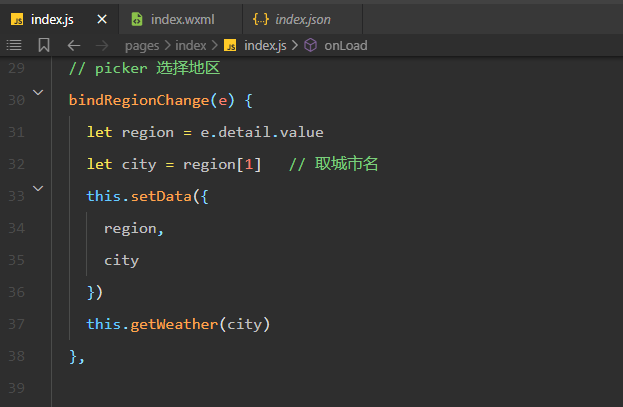 JS index.js × index.wxml {..} index.json
pages > index > JS index.js > onLoad
29 // picker 选择地区
30 bindRegionChange(e) {
31 let region = e.detail.value
32 let city = region[1] // 取城市名
33 this.setData({
34 region,
35 city
36 })
37 this.getWeather(city)
38 },
39